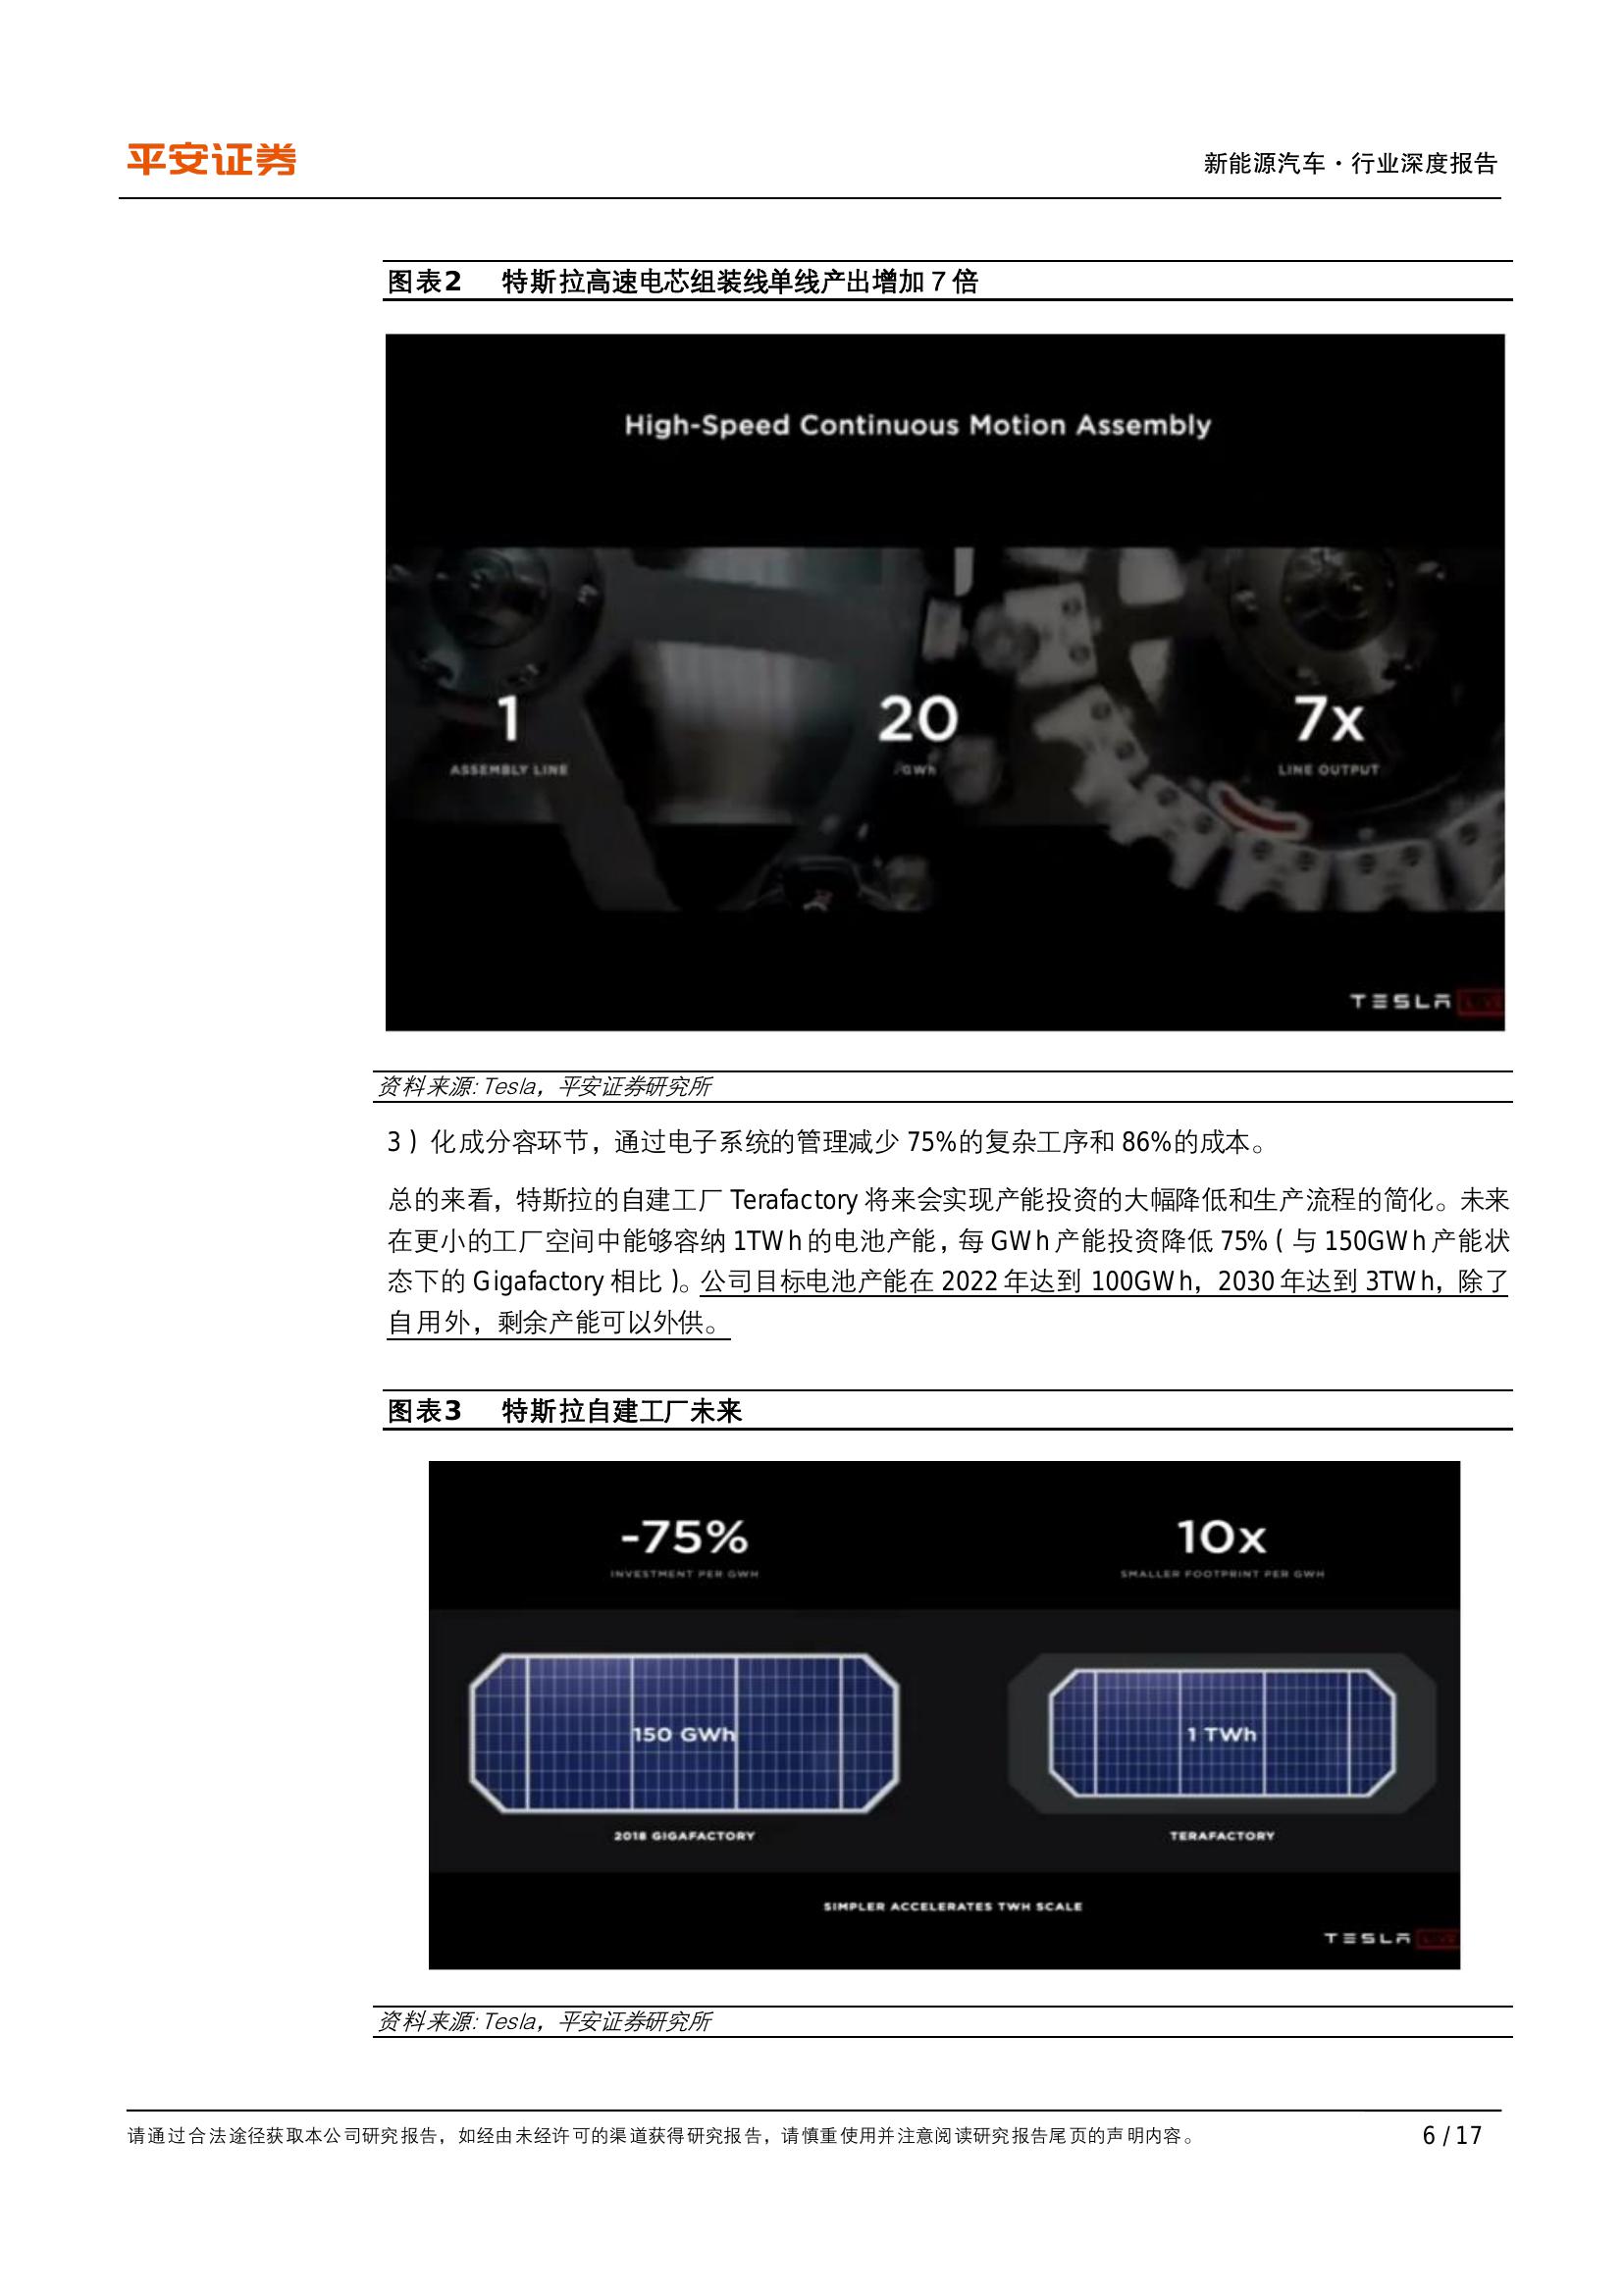 平安证券
新能源汽车·行业深度报告
图表2 特斯拉高速电芯组装线单线产出增加7倍
High-Speed Continuous Motion Assembly
1
20
7x
ASSEMBLY LINE
GWh
LINE OUTPUT
TESLA
资料来源:Tesla，平安证券研究所
3）化成分容环节，通过电子系统的管理减少75%的复杂工序和86%的成本。
总的来看，特斯拉的自建工厂Terafactory将来会实现产能投资的大幅降低和生产流程的简化。未来
在更小的工厂空间中能够容纳1TWh的电池产能，每GWh产能投资降低75%（与150GWh产能状
态下的Gigafactory相比）。公司目标电池产能在2022年达到100GWh，2030年达到3TWh，除了
自用外，剩余产能可以外供。
图表3 特斯拉自建工厂未来
-75%
10x
INVESTMENT PER GWH
SMALLER FOOTPRINT PER GWH
150 GWh
1 TWh
2018 GIGAFACTORY
TERAFACTORY
SIMPLER ACCELERATES TWH SCALE
TESLA
资料来源:Tesla，平安证券研究所
请通过合法途径获取本公司研究报告，如经由未经许可的渠道获得研究报告，请慎重使用并注意阅读研究报告尾页的声明内容。
6 / 17